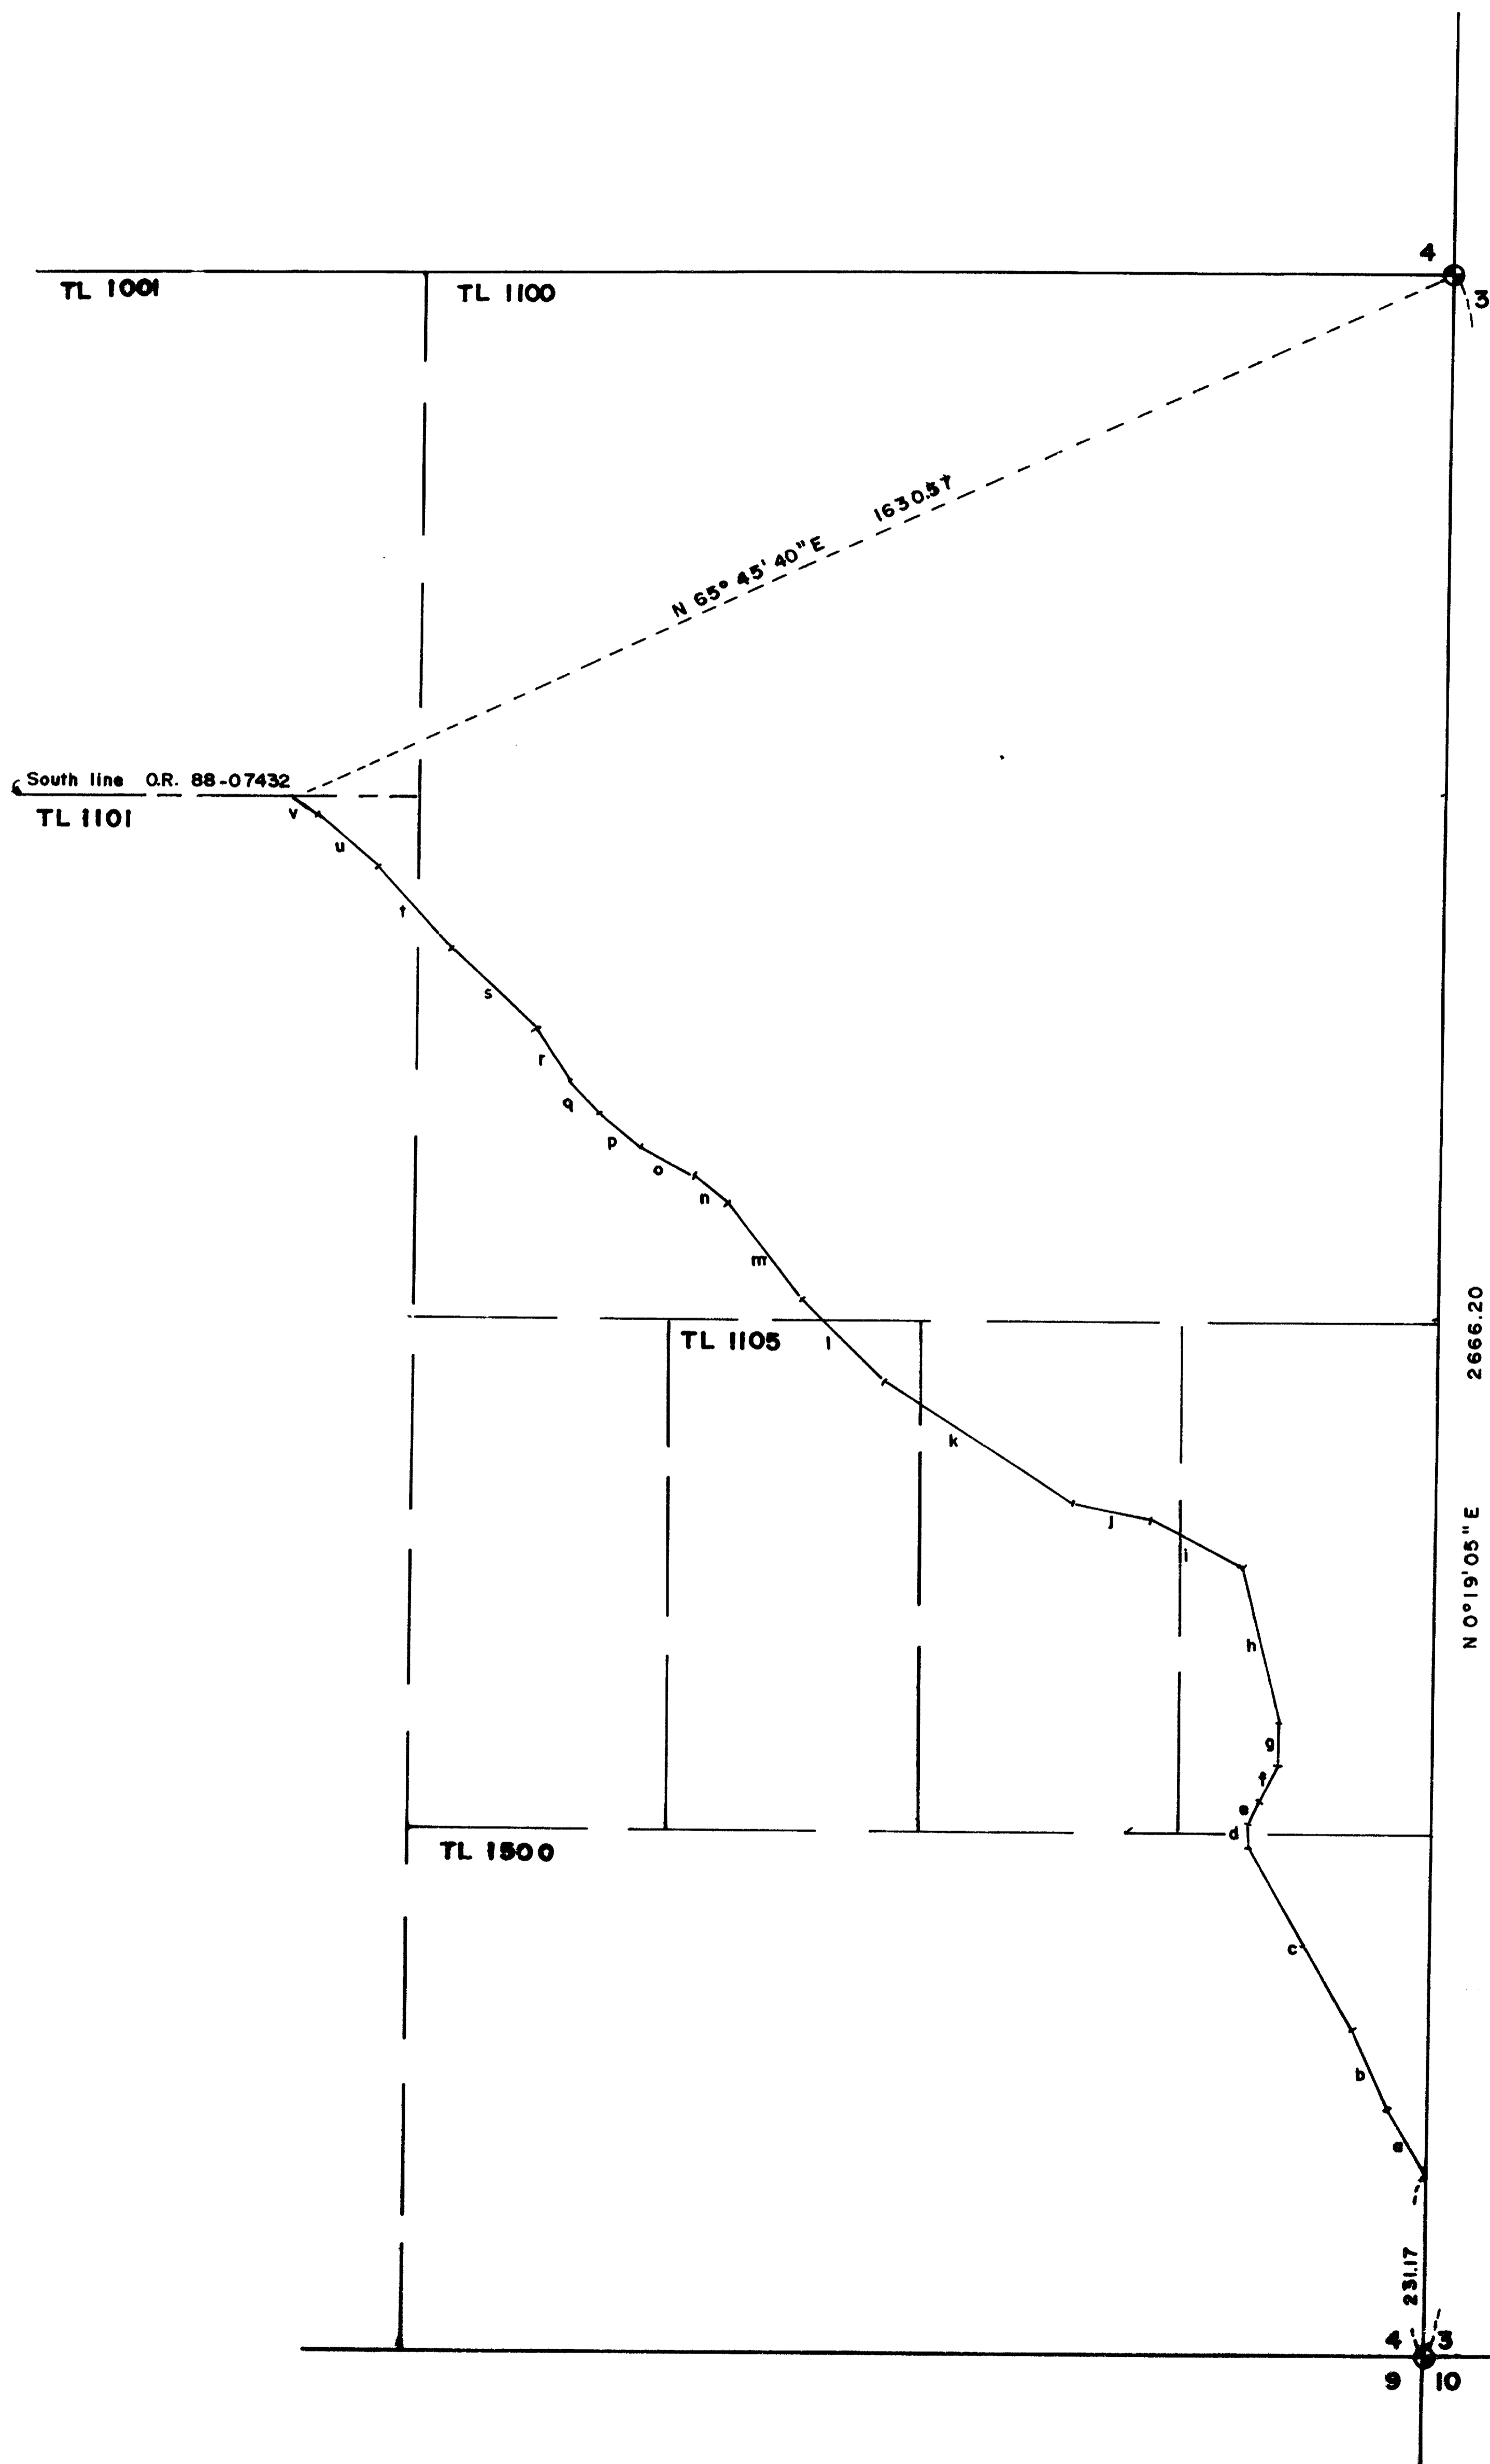 4
3
TL 1001
TL 1100
N 65° 45' 40" E 1630.57
South line O.R. 88-07432
TL 1101
v
u
t
s
r
q
p
o
n
m
TL 1105
l
2666.20
k
j
i
N 0° 19' 05" E
h
g
f
e
d
TL 1500
c
b
a
231.17
4 3
9 10